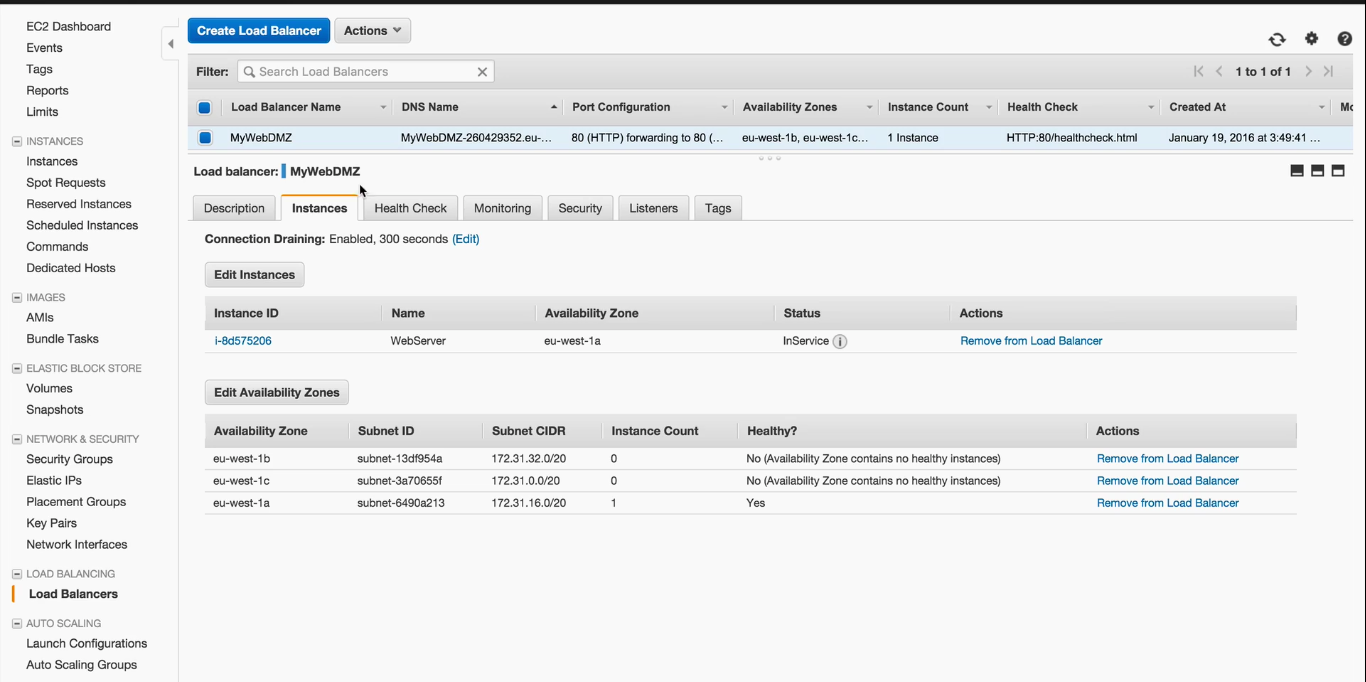 EC2 Dashboard
Events
Tags
Reports
Limits
INSTANCES
Instances
Spot Requests
Reserved Instances
Scheduled Instances
Commands
Dedicated Hosts
IMAGES
AMIs
Bundle Tasks
ELASTIC BLOCK STORE
Volumes
Snapshots
NETWORK & SECURITY
Security Groups
Elastic IPs
Placement Groups
Key Pairs
Network Interfaces
LOAD BALANCING
Load Balancers
AUTO SCALING
Launch Configurations
Auto Scaling Groups
Create Load Balancer Actions
Filter: Search Load Balancers 1 to 1 of 1
Load Balancer Name DNS Name Port Configuration Availability Zones Instance Count Health Check Created At Mo
MyWebDMZ MyWebDMZ-260429352.eu-... 80 (HTTP) forwarding to 80 (... eu-west-1b, eu-west-1c... 1 Instance HTTP:80/healthcheck.html January 19, 2016 at 3:49:41 ...
Load balancer: MyWebDMZ
Description Instances Health Check Monitoring Security Listeners Tags
Connection Draining: Enabled, 300 seconds (Edit)
Edit Instances
Instance ID Name Availability Zone Status Actions
i-8d575206 WebServer eu-west-1a InService i Remove from Load Balancer
Edit Availability Zones
Availability Zone Subnet ID Subnet CIDR Instance Count Healthy? Actions
eu-west-1b subnet-13df954a 172.31.32.0/20 0 No (Availability Zone contains no healthy instances) Remove from Load Balancer
eu-west-1c subnet-3a70655f 172.31.0.0/20 0 No (Availability Zone contains no healthy instances) Remove from Load Balancer
eu-west-1a subnet-6490a213 172.31.16.0/20 1 Yes Remove from Load Balancer